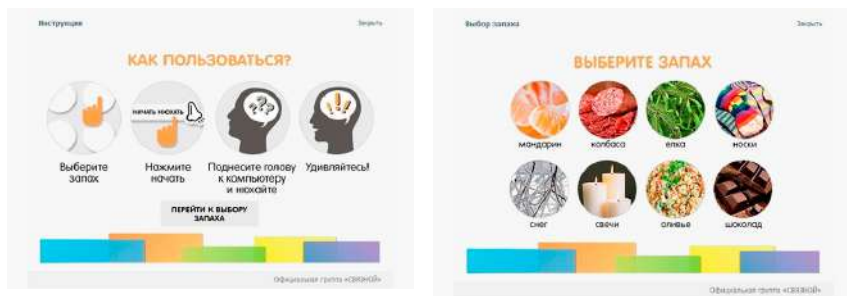 Инструкция
Закрыть
КАК ПОЛЬЗОВАТЬСЯ?
НАЧАТЬ НЮХАТЬ
Выберите
запах
Нажмите
начать
Поднесите голову
к компьютеру
и нюхайте
Удивляйтесь!
ПЕРЕЙТИ К ВЫБОРУ
ЗАПАХА
Официальная группа «СВЯЗНОЙ»
Выбор запаха
Закрыть
ВЫБЕРИТЕ ЗАПАХ
мандарин
колбаса
елка
носки
снег
свечи
оливье
шоколад
Официальная группа «СВЯЗНОЙ»